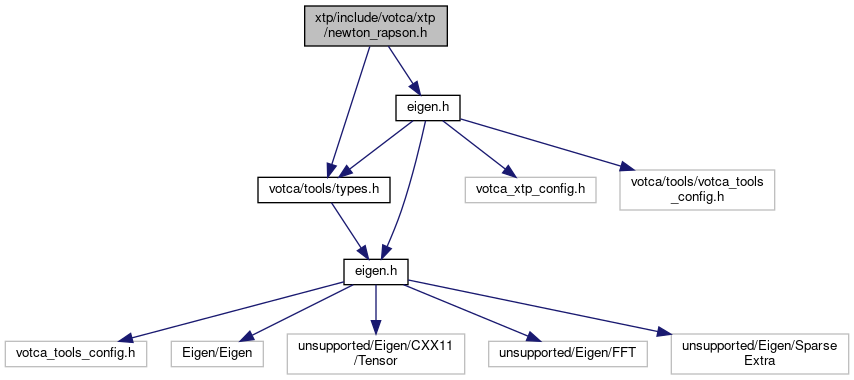 xtp/include/votca/xtp
/newton_rapson.h
eigen.h
votca/tools/types.h
votca_xtp_config.h
votca/tools/votca_tools
_config.h
eigen.h
votca_tools_config.h
Eigen/Eigen
unsupported/Eigen/CXX11
/Tensor
unsupported/Eigen/FFT
unsupported/Eigen/Sparse
Extra